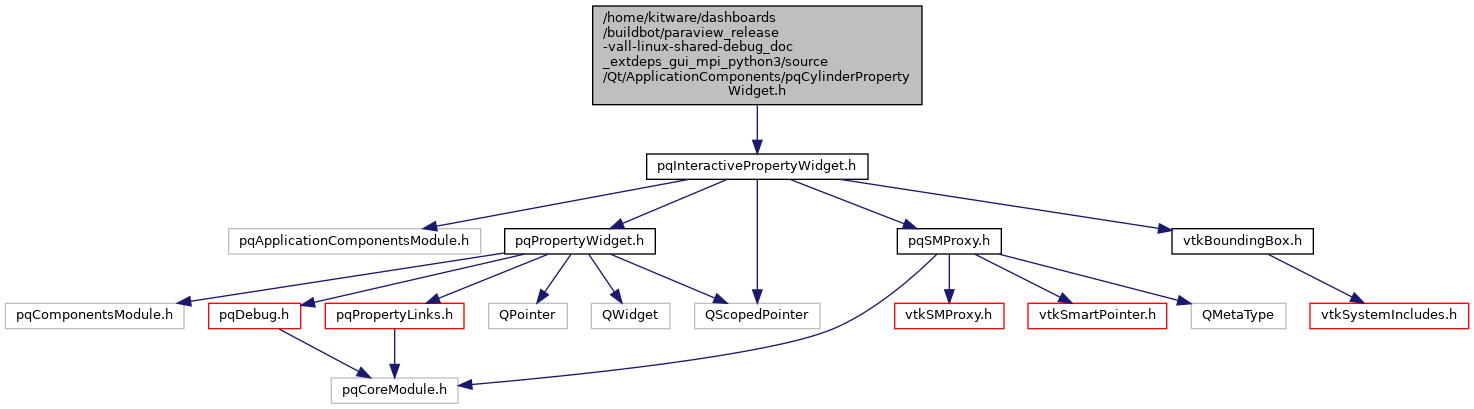 /home/kitware/dashboards
/buildbot/paraview_release
-vall-linux-shared-debug_doc
_extdeps_gui_mpi_python3/source
/Qt/ApplicationComponents/pqCylinderProperty
Widget.h
pqInteractivePropertyWidget.h
pqApplicationComponentsModule.h
pqPropertyWidget.h
pqSMProxy.h
vtkBoundingBox.h
pqComponentsModule.h
pqDebug.h
pqPropertyLinks.h
QPointer
QWidget
QScopedPointer
vtkSMProxy.h
vtkSmartPointer.h
QMetaType
vtkSystemIncludes.h
pqCoreModule.h